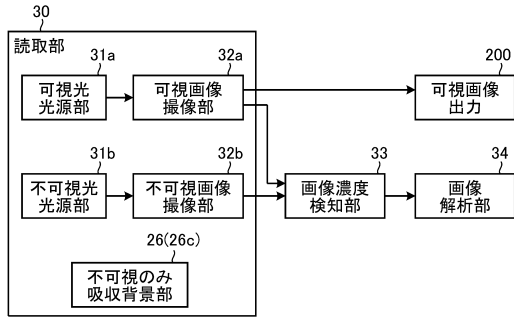 30
読取部
31a
32a
200
可視光
光源部
可視画像
撮像部
可視画像
出力
31b
32b
33
34
不可視光
光源部
不可視画像
撮像部
画像濃度
検知部
画像
解析部
26(26c)
不可視のみ
吸収背景部